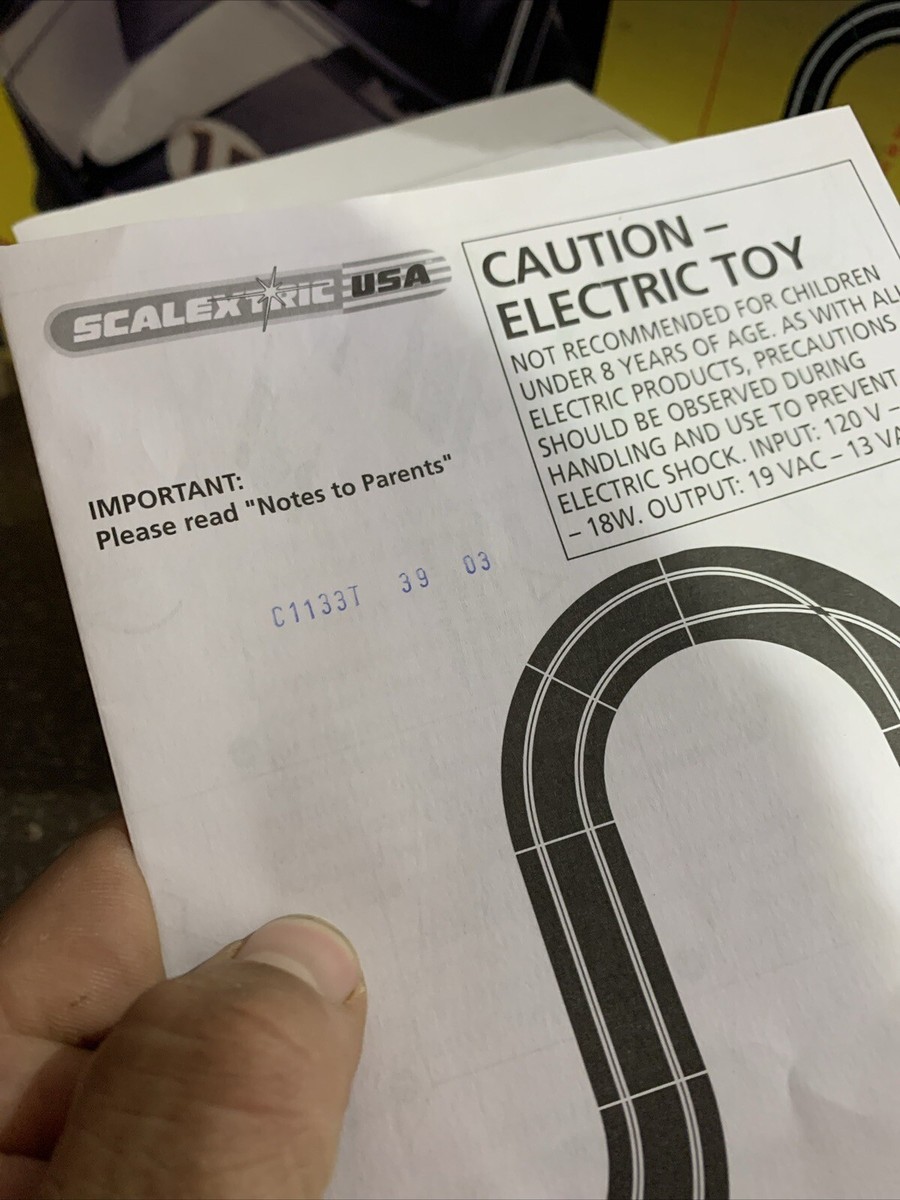 SCALEXTRIC USA
CAUTION –
ELECTRIC TOY
NOT RECOMMENDED FOR CHILDREN
UNDER 8 YEARS OF AGE. AS WITH ALL
ELECTRIC PRODUCTS, PRECAUTIONS
SHOULD BE OBSERVED DURING
HANDLING AND USE TO PREVENT
ELECTRIC SHOCK. INPUT: 120 V –
– 18W. OUTPUT: 19 VAC – 13 VA
IMPORTANT:
Please read "Notes to Parents"
C1133T 39 03